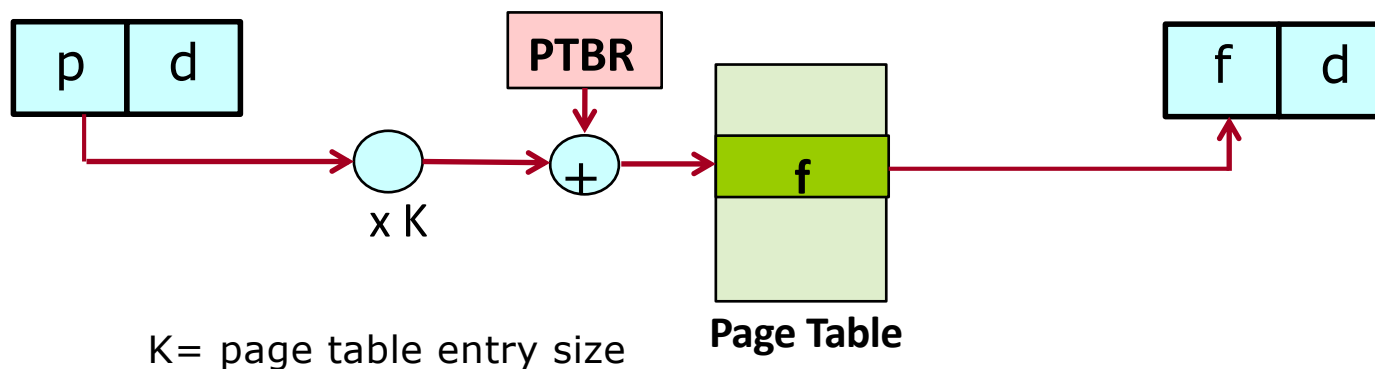 p d
PTBR
f d
+
f
x K
Page Table
K= page table entry size